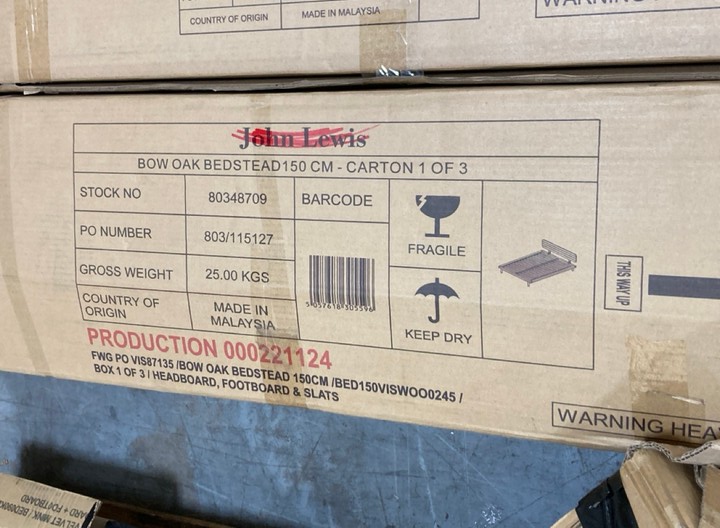 COUNTRY OF ORIGIN MADE IN MALAYSIA
WARNING
John Lewis
BOW OAK BEDSTEAD150 CM - CARTON 1 OF 3
STOCK NO 80348709 BARCODE
PO NUMBER 803/115127
FRAGILE
GROSS WEIGHT 25.00 KGS
COUNTRY OF ORIGIN MADE IN MALAYSIA
KEEP DRY
THIS WAY UP
PRODUCTION 000221124
FWG PO VIS87135 /BOW OAK BEDSTEAD 150CM /BED150VISWOO0245 /
BOX 1 OF 3 / HEADBOARD, FOOTBOARD & SLATS
WARNING HEA